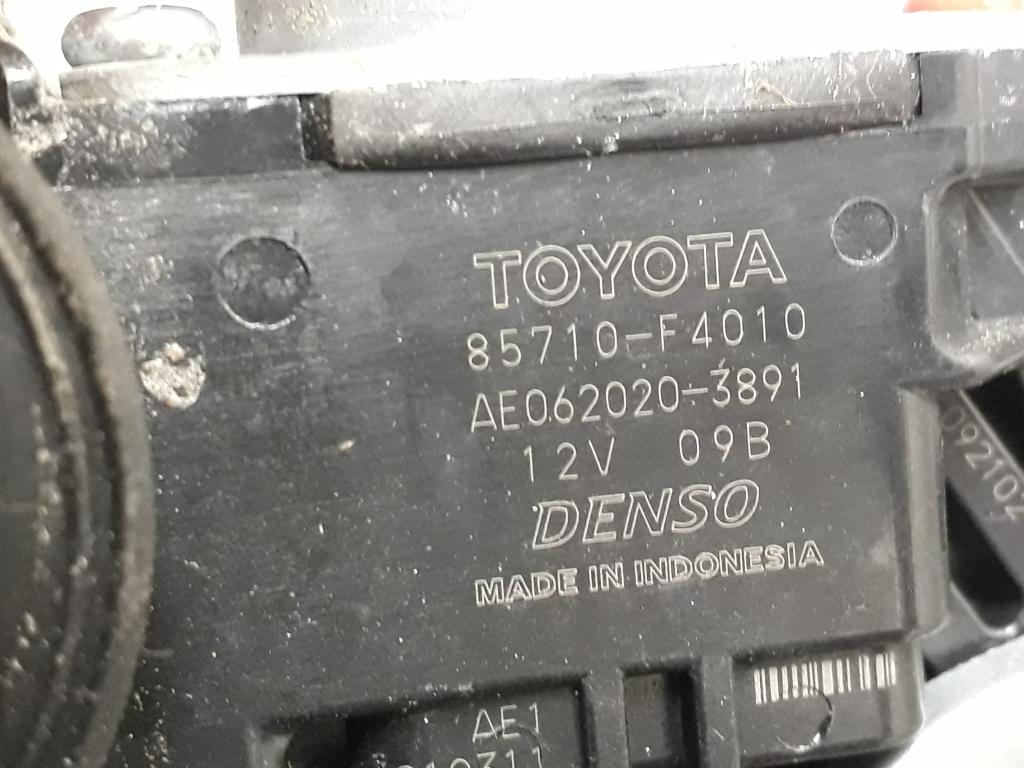 TOYOTA
85710-F4010
AE062020-3891
12V 09B
DENSO
MADE IN INDONESIA
AE1